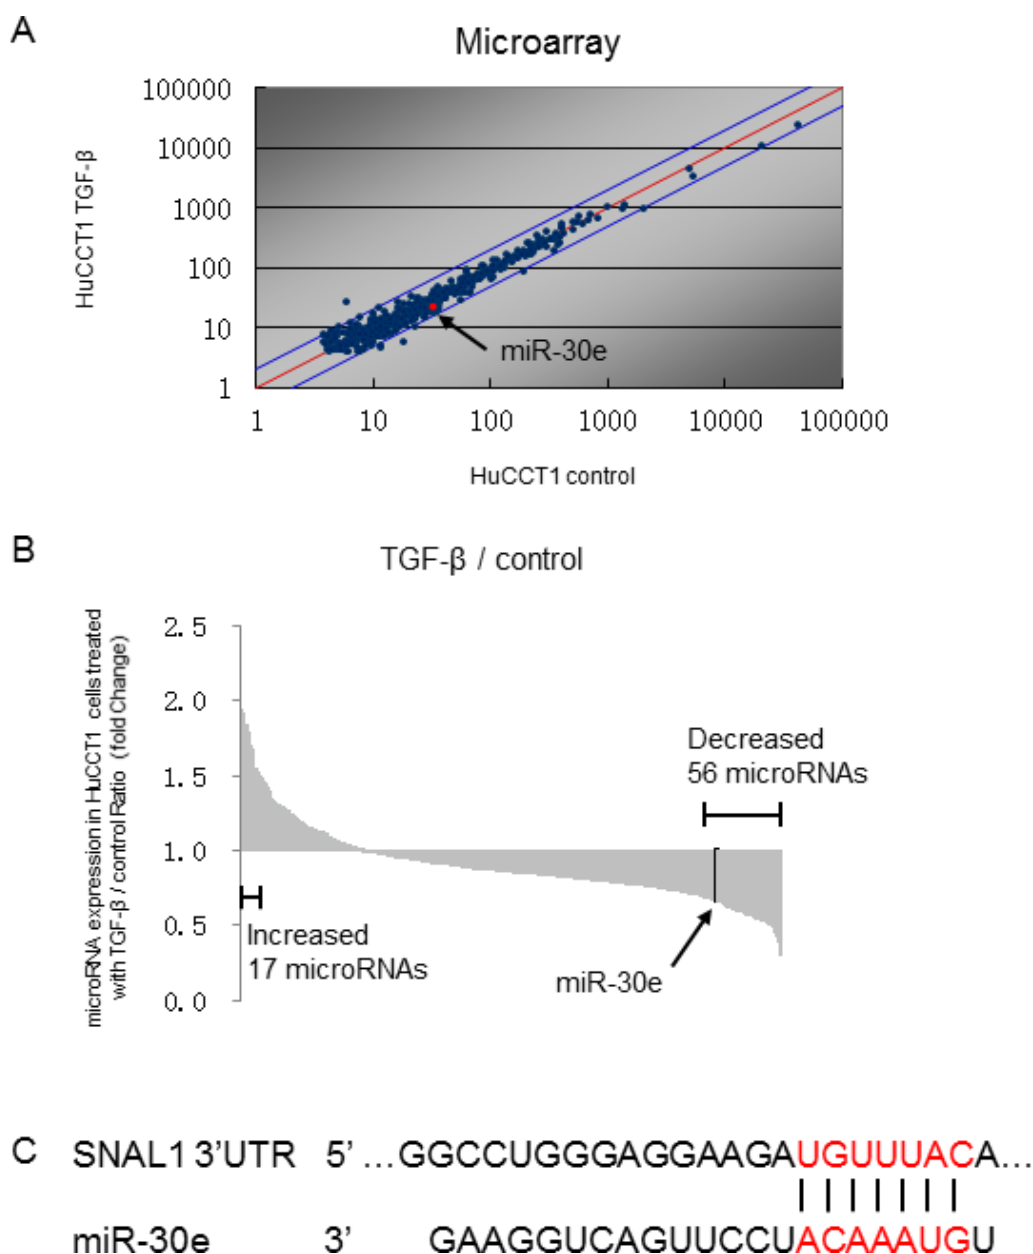 A
Microarray
HuCCT1 TGF-β
100000
10000
1000
100
10
1
miR-30e
1 10 100 1000 10000 100000
HuCCT1 control
B
TGF-β / control
microRNA expression in HuCCT1 cells treated
with TGF-β / control Ratio (fold Change)
2.5
2.0
1.5
1.0
0.5
0.0
Decreased
56 microRNAs
Increased
17 microRNAs
miR-30e
C SNAL1 3’UTR 5’ ...GGCCUGGGAGGAAGAUGUUUACA...
miR-30e 3’ GAAGGUCAGUUCCUACAAAUGU